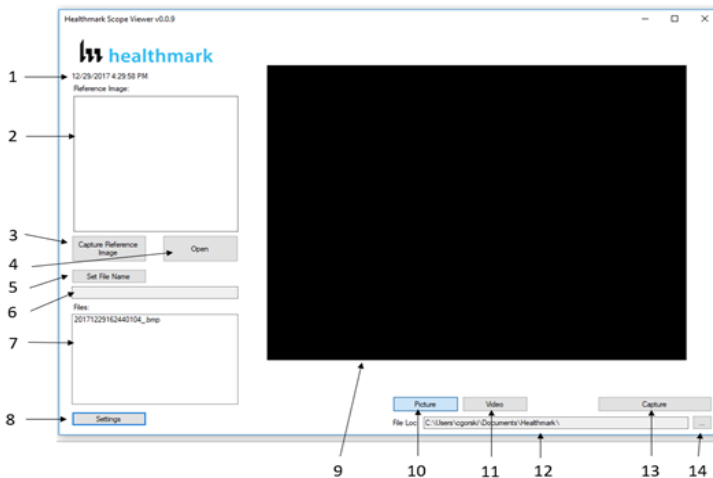 Healthmark Scope Viewer v0.0.9
healthmark
1
12/29/2017 4:29:58 PM
Reference Image:
2
3
Capture Reference
Image
Open
4
5
Set File Name
6
Files:
7
20171229162440104_.bmp
8
Settings
Picture
Video
Capture
File Loc:
C:\Users\cgorski\Documents\Healthmark\
...
9
10
11
12
13
14